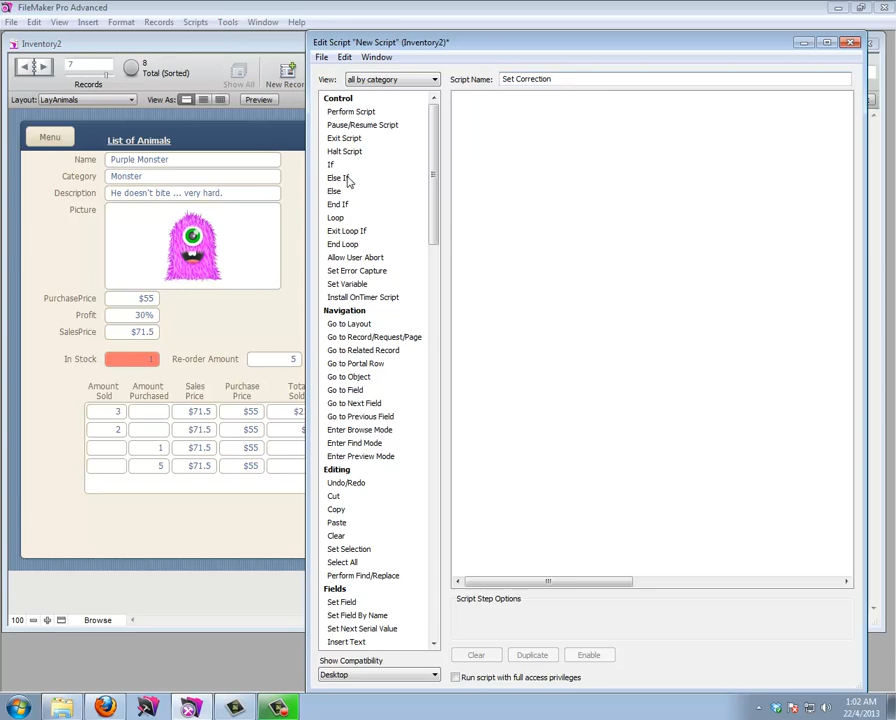 FileMaker Pro Advanced
File Edit View Insert Format Records Scripts Tools Window Help
Inventory2
7
8
Total (Sorted)
Records
Show All
New Recor
Layout: LayAnimals View As: Preview
Menu
List of Animals
Name Purple Monster
Category Monster
Description He doesn't bite ... very hard.
Picture
PurchasePrice $55
Profit 30%
SalesPrice $71.5
In Stock 1 Re-order Amount 5
Amount Sold Amount Purchased Sales Price Purchase Price Tota Sold
3 $71.5 $55 $2
2 $71.5 $55 $
1 $71.5 $55
5 $71.5 $55
100 Browse
Edit Script "New Script" (Inventory2)*
File Edit Window
View: all by category Script Name: Set Correction
Control
Perform Script
Pause/Resume Script
Exit Script
Halt Script
If
Else If
Else
End If
Loop
Exit Loop If
End Loop
Allow User Abort
Set Error Capture
Set Variable
Install OnTimer Script
Navigation
Go to Layout
Go to Record/Request/Page
Go to Related Record
Go to Portal Row
Go to Object
Go to Field
Go to Next Field
Go to Previous Field
Enter Browse Mode
Enter Find Mode
Enter Preview Mode
Editing
Undo/Redo
Cut
Copy
Paste
Clear
Set Selection
Select All
Perform Find/Replace
Fields
Set Field
Set Field By Name
Set Next Serial Value
Insert Text
Show Compatibility
Desktop
Script Step Options
Clear Duplicate Enable
Run script with full access privileges
1:02 AM
22/4/2013